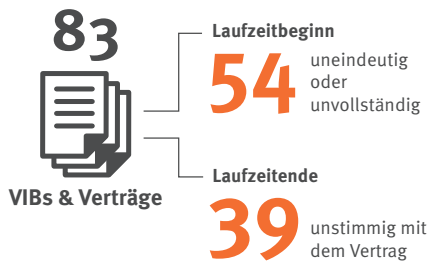 83
VIBs & Verträge
Laufzeitbeginn
54
uneindeutig
oder
unvollständig
Laufzeitende
39
unstimmig mit
dem Vertrag